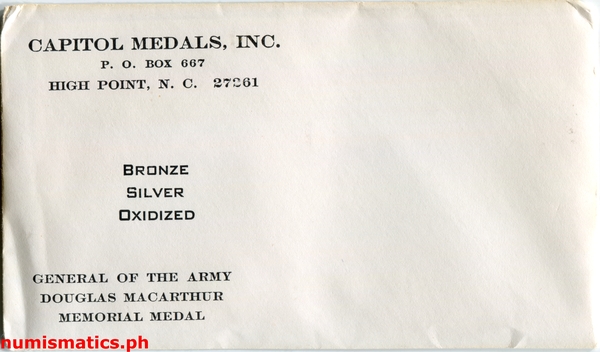 CAPITOL MEDALS, INC.
P. O. BOX 667
HIGH POINT, N. C. 27261
BRONZE
SILVER
OXIDIZED
GENERAL OF THE ARMY
DOUGLAS MACARTHUR
MEMORIAL MEDAL
numismatics.ph